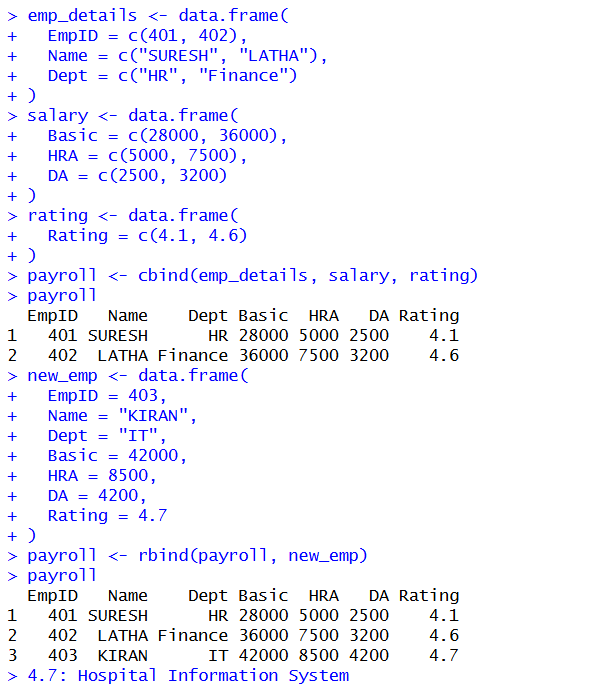 > emp_details <- data.frame(
+   EmpID = c(401, 402),
+   Name = c("SURESH", "LATHA"),
+   Dept = c("HR", "Finance")
+ )
> salary <- data.frame(
+   Basic = c(28000, 36000),
+   HRA = c(5000, 7500),
+   DA = c(2500, 3200)
+ )
> rating <- data.frame(
+   Rating = c(4.1, 4.6)
+ )
> payroll <- cbind(emp_details, salary, rating)
> payroll
  EmpID   Name    Dept Basic  HRA   DA Rating
1   401 SURESH      HR 28000 5000 2500    4.1
2   402  LATHA Finance 36000 7500 3200    4.6
> new_emp <- data.frame(
+   EmpID = 403,
+   Name = "KIRAN",
+   Dept = "IT",
+   Basic = 42000,
+   HRA = 8500,
+   DA = 4200,
+   Rating = 4.7
+ )
> payroll <- rbind(payroll, new_emp)
> payroll
  EmpID   Name    Dept Basic  HRA   DA Rating
1   401 SURESH      HR 28000 5000 2500    4.1
2   402  LATHA Finance 36000 7500 3200    4.6
3   403  KIRAN      IT 42000 8500 4200    4.7
> 4.7: Hospital Information System